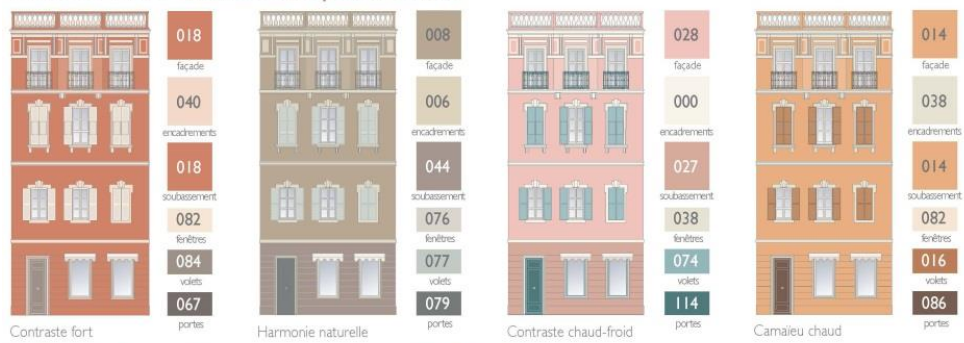 018
façade
040
encadrements
018
soubassement
082
fenêtres
084
volets
067
portes
Contraste fort
008
façade
006
encadrements
044
soubassement
076
fenêtres
077
volets
079
portes
Harmonie naturelle
028
façade
000
encadrements
027
soubassement
038
fenêtres
074
volets
114
portes
Contraste chaud-froid
014
façade
038
encadrements
014
soubassement
082
fenêtres
016
volets
086
portes
Camaïeu chaud